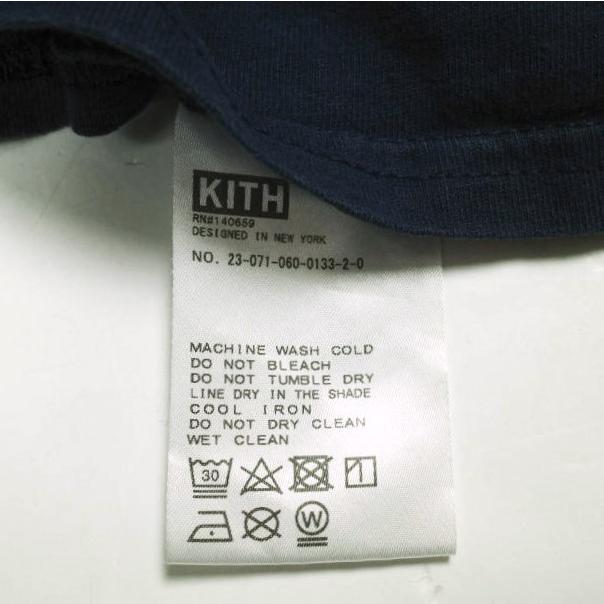 KITH
RN#140659
DESIGNED IN NEW YORK
NO. 23-071-060-0133-2-0
MACHINE WASH COLD
DO NOT BLEACH
DO NOT TUMBLE DRY
LINE DRY IN THE SHADE
COOL IRON
DO NOT DRY CLEAN
WET CLEAN
30
W